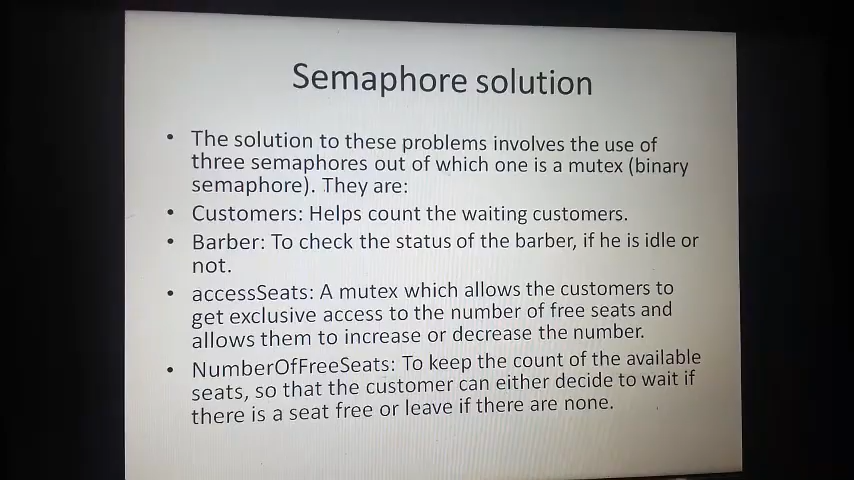 Semaphore solution
• The solution to these problems involves the use of
three semaphores out of which one is a mutex (binary
semaphore). They are:
• Customers: Helps count the waiting customers.
• Barber: To check the status of the barber, if he is idle or
not.
• accessSeats: A mutex which allows the customers to
get exclusive access to the number of free seats and
allows them to increase or decrease the number.
• NumberOfFreeSeats: To keep the count of the available
seats, so that the customer can either decide to wait if
there is a seat free or leave if there are none.